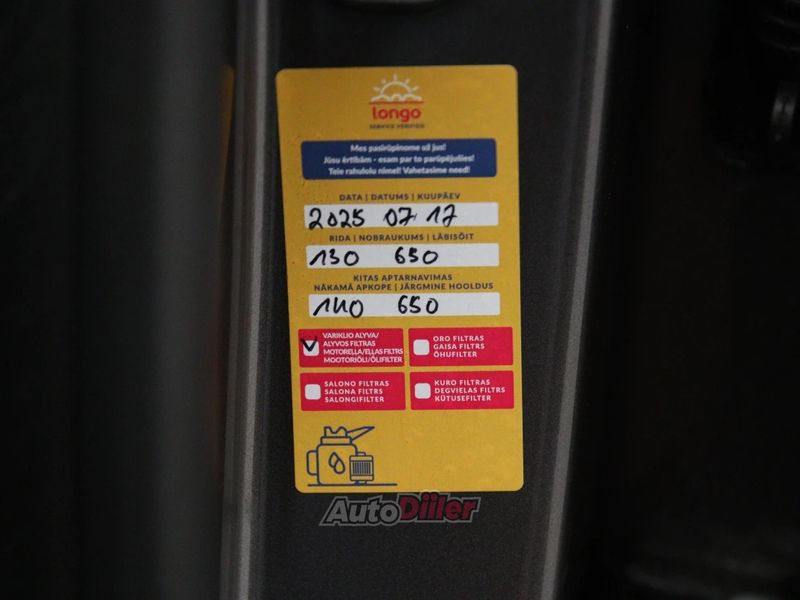 longo
SERVICE VERIFIED
Mes pasirūpinome už jus!
Jūsu ērtībām - esam par to parūpējušies!
Teie rahuloiu nimel! Vahetasime need!
DATA | DATUMS | KUUPÄEV
2025 07 17
RIDA | NOBRAUKUMS | LÄBISÕIT
130 650
KITAS APTARNAVIMAS
NĀKAMĀ APKOPE | JÄRGMINE HOOLDUS
140 650
VARIKLIO ALYVA/
ALYVOS FILTRAS
MOTOREĻĻA/EĻĻAS FILTRS
MOOTORIÕLI/ÕLIFILTER
ORO FILTRAS
GAISA FILTRS
ÕHUFILTER
SALONO FILTRAS
SALONA FILTRS
SALONGIFILTER
KURO FILTRAS
DEGVIELAS FILTRS
KÜTUSEFILTER
AutoDiiler